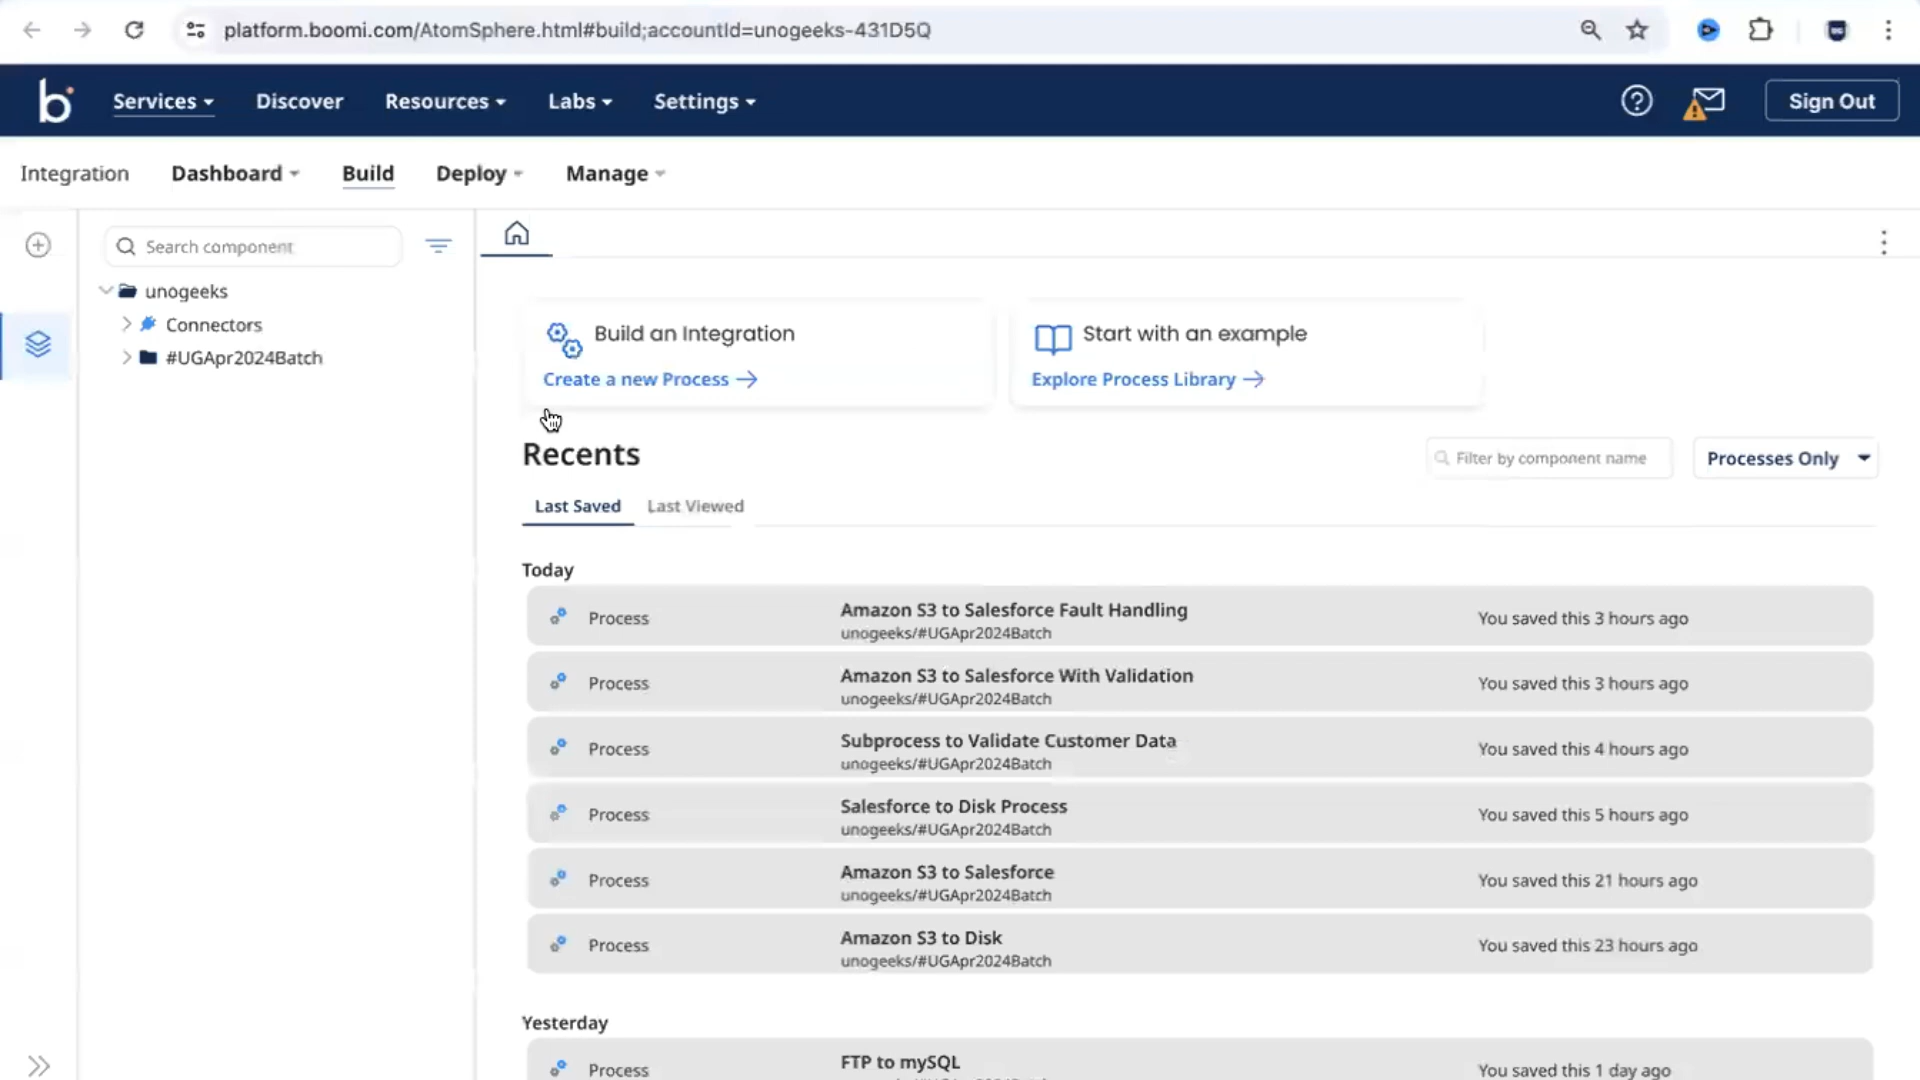 platform.boomi.com/AtomSphere.html#build;accountId=unogeeks-431D5Q
b Services Discover Resources Labs Settings Sign Out
Integration Dashboard Build Deploy Manage
Search component
unogeeks
Connectors
#UGApr2024Batch
Build an Integration
Create a new Process →
Start with an example
Explore Process Library →
Recents
Filter by component name
Processes Only
Last Saved Last Viewed
Today
Process Amazon S3 to Salesforce Fault Handling You saved this 3 hours ago
unogeeks/#UGApr2024Batch
Process Amazon S3 to Salesforce With Validation You saved this 3 hours ago
unogeeks/#UGApr2024Batch
Process Subprocess to Validate Customer Data You saved this 4 hours ago
unogeeks/#UGApr2024Batch
Process Salesforce to Disk Process You saved this 5 hours ago
unogeeks/#UGApr2024Batch
Process Amazon S3 to Salesforce You saved this 21 hours ago
unogeeks/#UGApr2024Batch
Process Amazon S3 to Disk You saved this 23 hours ago
unogeeks/#UGApr2024Batch
Yesterday
Process FTP to mySQL You saved this 1 day ago